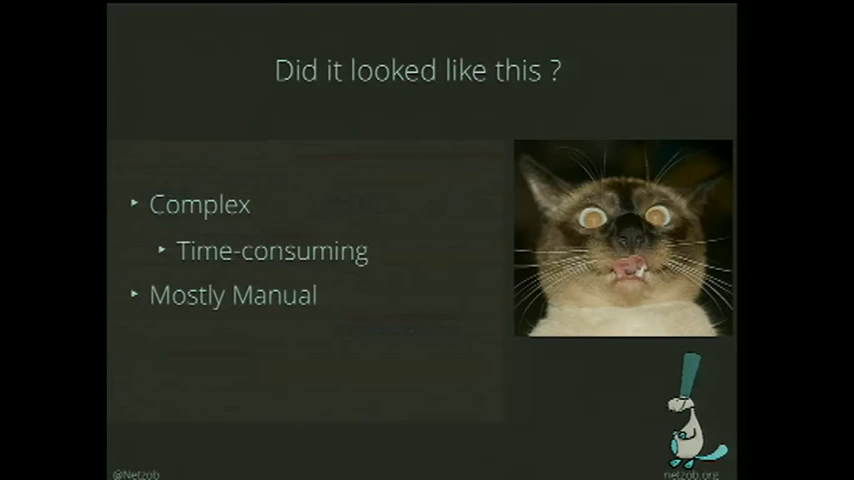 Did it looked like this ?
Complex
Time-consuming
Mostly Manual
@Netzob
netzob.org